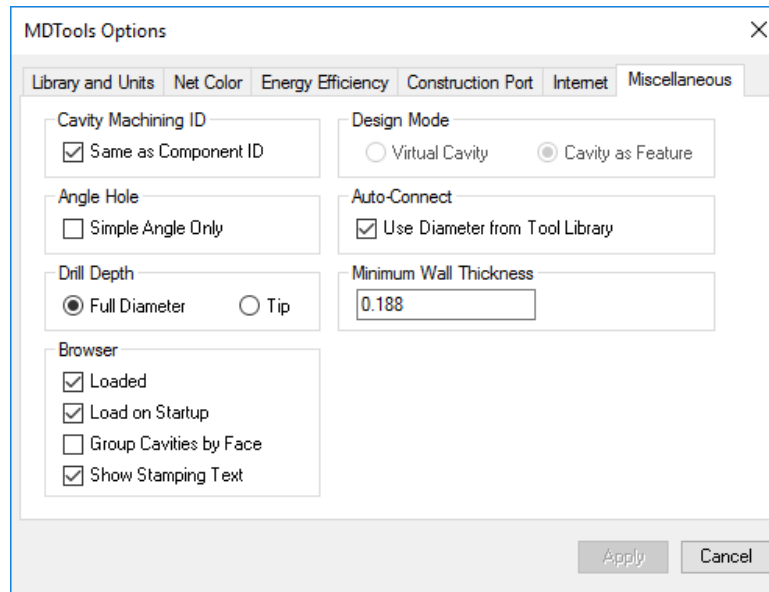 MDTools Options
Library and Units Net Color Energy Efficiency Construction Port Internet Miscellaneous
Cavity Machining ID
Same as Component ID
Design Mode
Virtual Cavity Cavity as Feature
Angle Hole
Simple Angle Only
Auto-Connect
Use Diameter from Tool Library
Drill Depth
Full Diameter Tip
Minimum Wall Thickness
0.188
Browser
Loaded
Load on Startup
Group Cavities by Face
Show Stamping Text
Apply Cancel